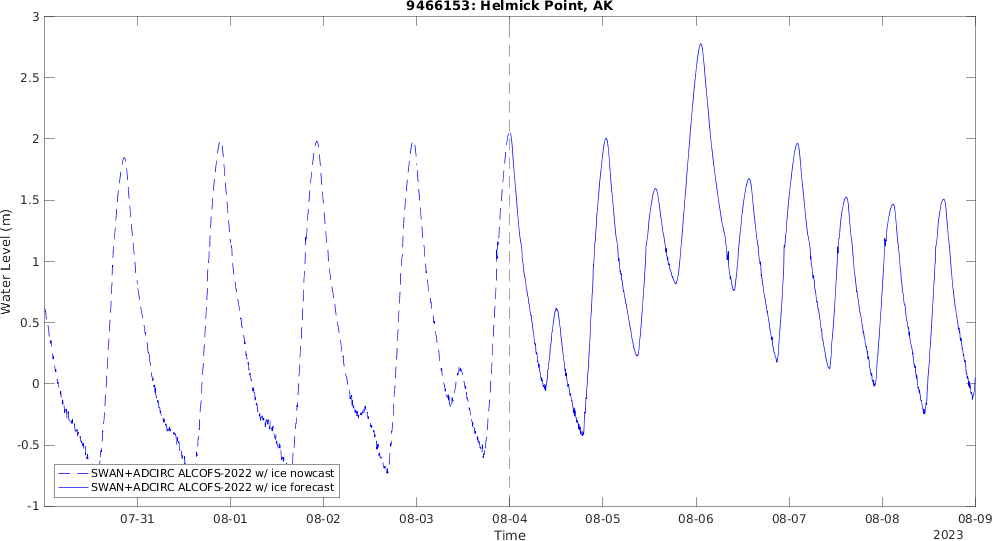 9466153: Helmick Point, AK
3
2.5
2
1.5
1
0.5
0
-0.5
-1
Water Level (m)
SWAN+ADCIRC ALCOFS-2022 w/ ice nowcast
SWAN+ADCIRC ALCOFS-2022 w/ ice forecast
07-31 08-01 08-02 08-03 08-04 08-05 08-06 08-07 08-08 08-09
Time
2023